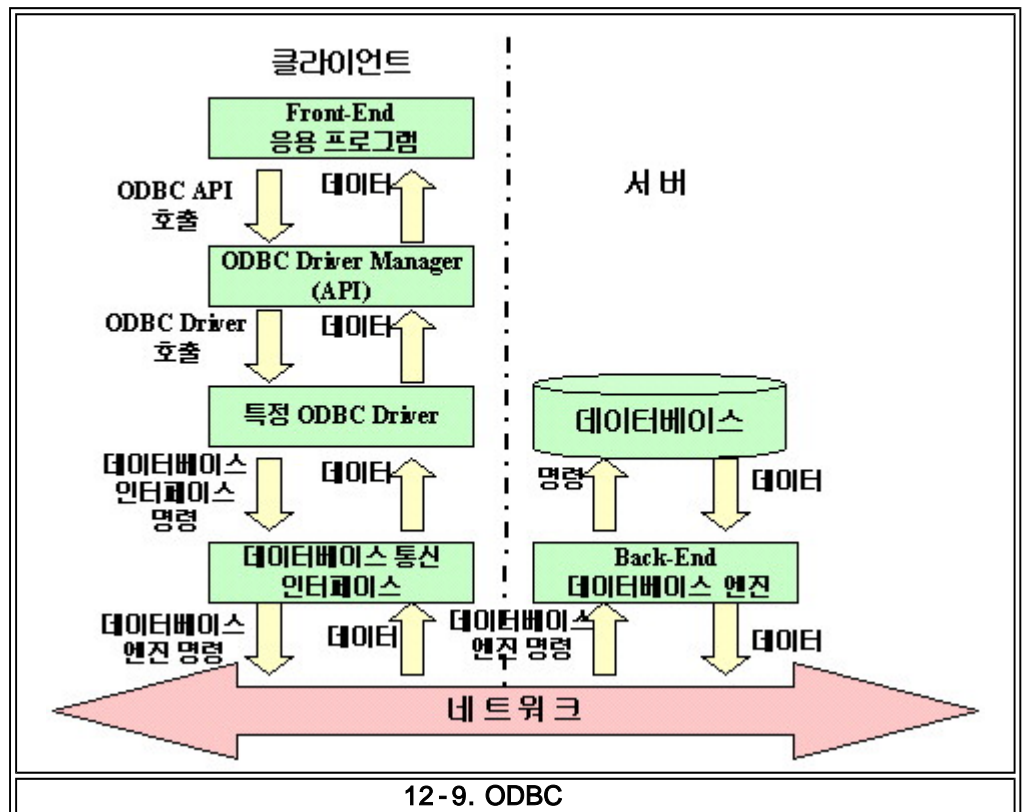 클라이언트
Front-End
응용 프로그램
ODBC API
호출
데이터
서 버
ODBC Driver Manager
(API)
ODBC Driver
호출
데이터
특정 ODBC Driver
데이터베이스
데이터베이스
인터페이스
명령
데이터
명령
데이터
데이터베이스 통신
인터페이스
Back-End
데이터베이스 엔진
데이터베이스
엔진 명령
데이터
데이터베이스
엔진 명령
데이터
네 트 워 크
12-9. ODBC